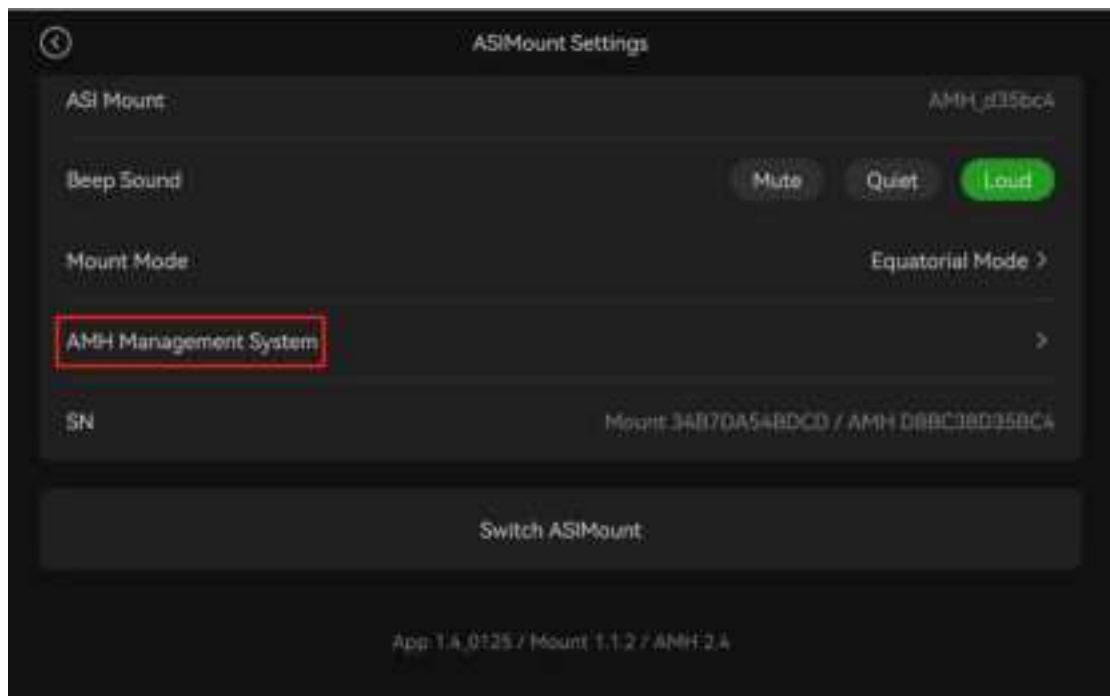 ASIMount Settings
ASI Mount AMH_d35bc4
Beep Sound Mute Quiet Loud
Mount Mode Equatorial Mode >
AMH Management System >
SN Mount 34B7DA54BDCD / AMH D8BC38D35BC4
Switch ASIMount
App 1.4_0125 / Mount 1.1.2 / AMH 2.4